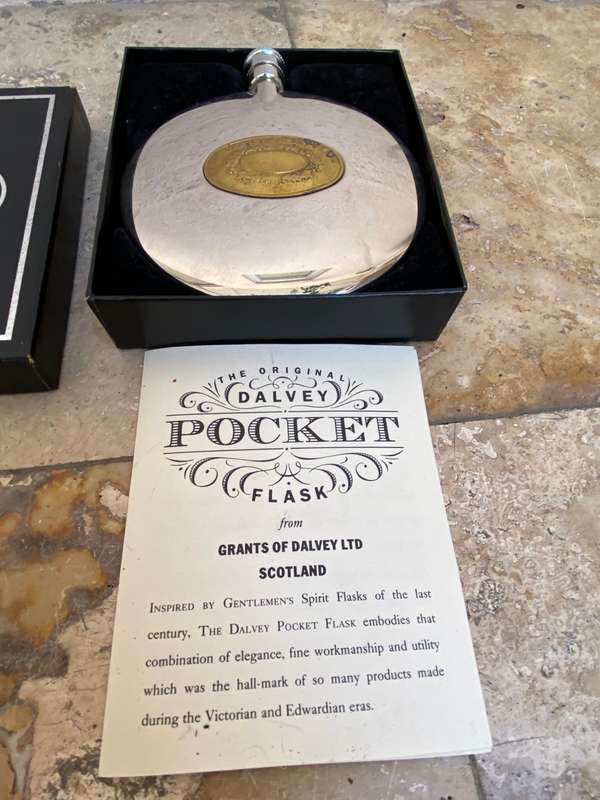 THE ORIGINAL
DALVEY
POCKET
FLASK
from
GRANTS OF DALVEY LTD
SCOTLAND
INSPIRED BY GENTLEMEN'S Spirit Flasks of the last
century, THE DALVEY POCKET FLASK embodies that
combination of elegance, fine workmanship and utility
which was the hall-mark of so many products made
during the Victorian and Edwardian eras.